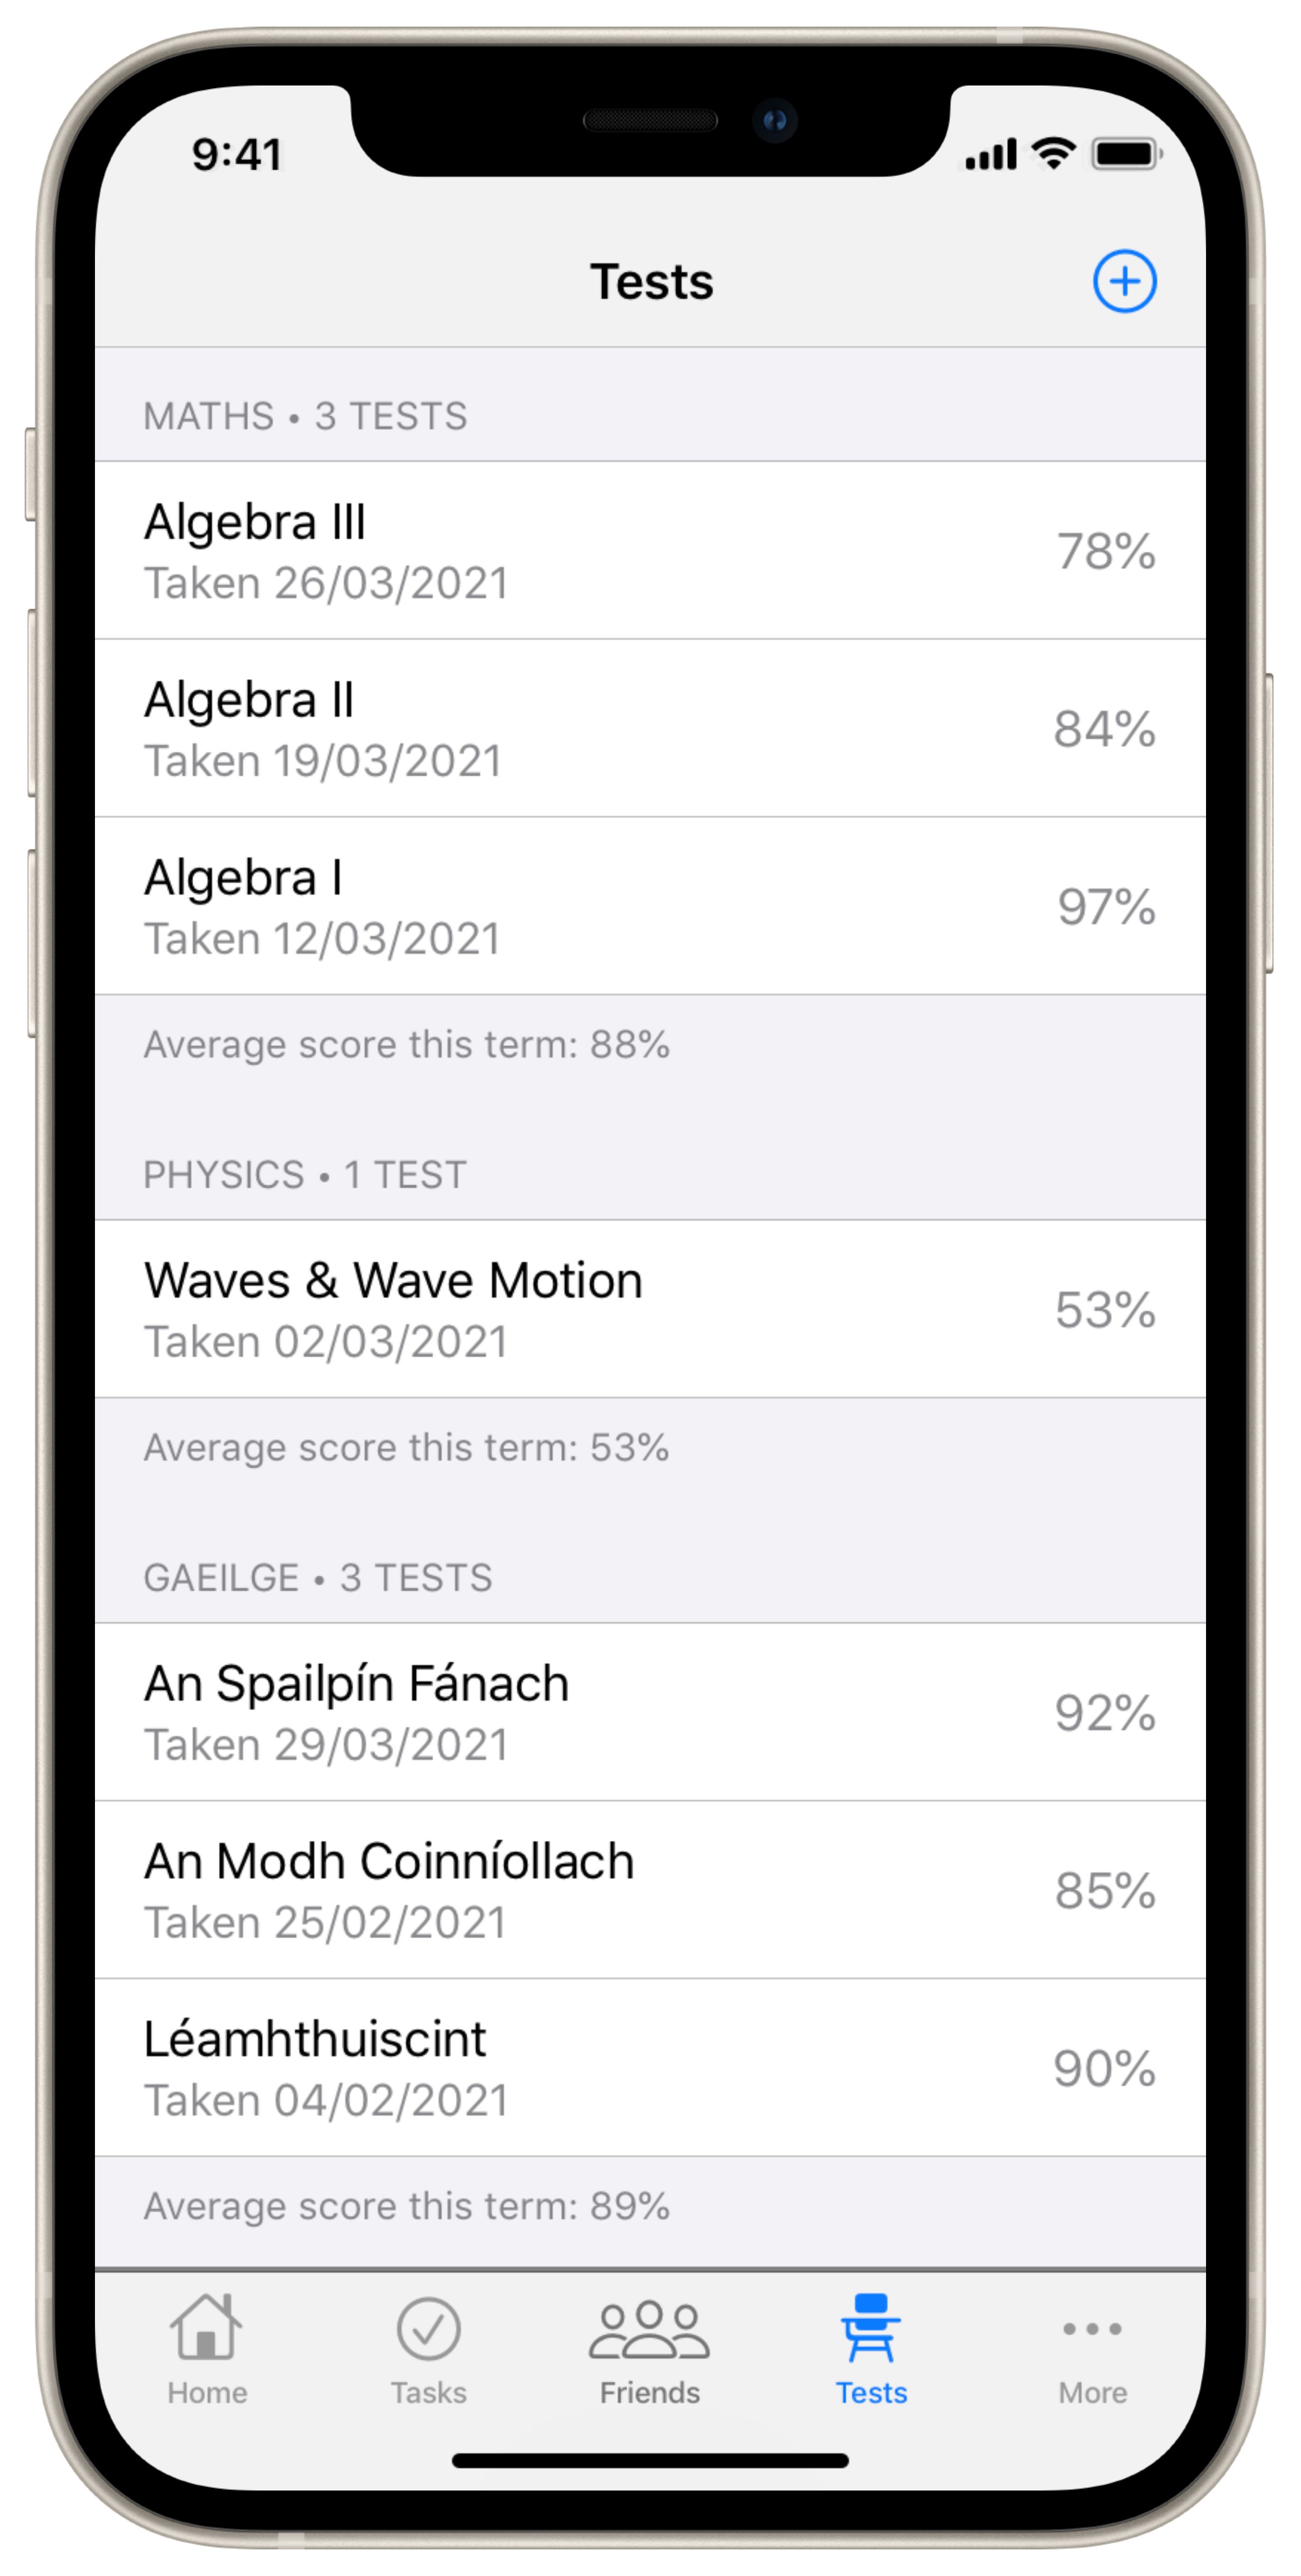 9:41
Tests
MATHS • 3 TESTS
Algebra III
Taken 26/03/2021
78%
Algebra II
Taken 19/03/2021
84%
Algebra I
Taken 12/03/2021
97%
Average score this term: 88%
PHYSICS • 1 TEST
Waves & Wave Motion
Taken 02/03/2021
53%
Average score this term: 53%
GAEILGE • 3 TESTS
An Spailpín Fánach
Taken 29/03/2021
92%
An Modh Coinníollach
Taken 25/02/2021
85%
Léamhthuiscint
Taken 04/02/2021
90%
Average score this term: 89%
Home Tasks Friends Tests More